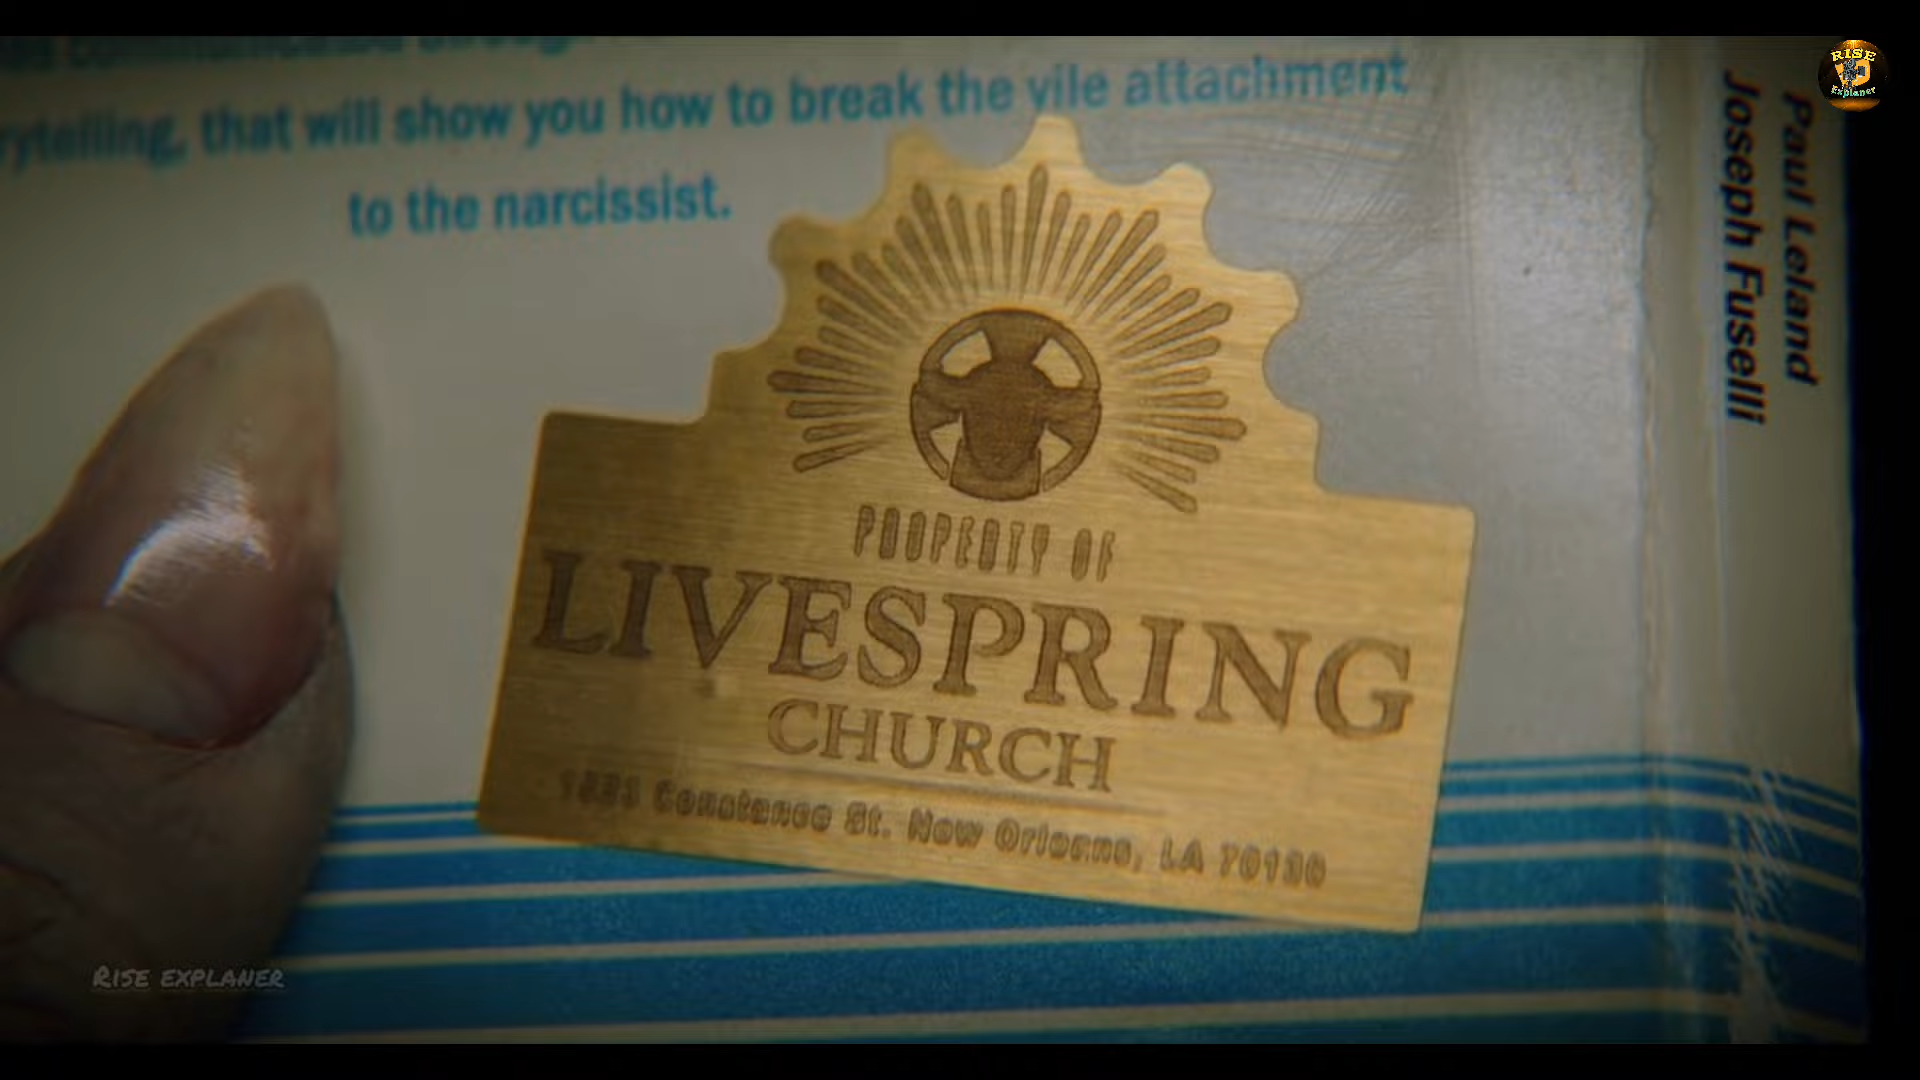 rytelling, that will show you how to break the vile attachment
to the narcissist.
PROPERTY OF
LIVESPRING
CHURCH
Constance St. New Orleans, LA 70130
Paul Leland
Joseph Fuselli
RISE
Explaner
RISE EXPLANER